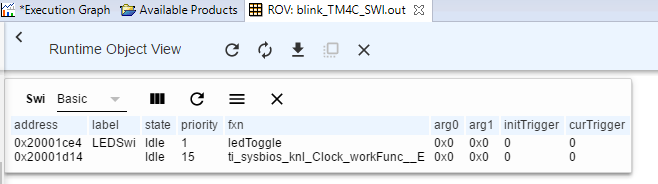 *Execution Graph Available Products ROV: blink_TM4C_SWI.out
Runtime Object View
Swi Basic
address label state priority fxn arg0 arg1 initTrigger curTrigger
0x20001ce4 LEDSwi Idle 1 ledToggle 0x0 0x0 0 0
0x20001d14 Idle 15 ti_sysbios_knl_Clock_workFunc__E 0x0 0x0 0 0